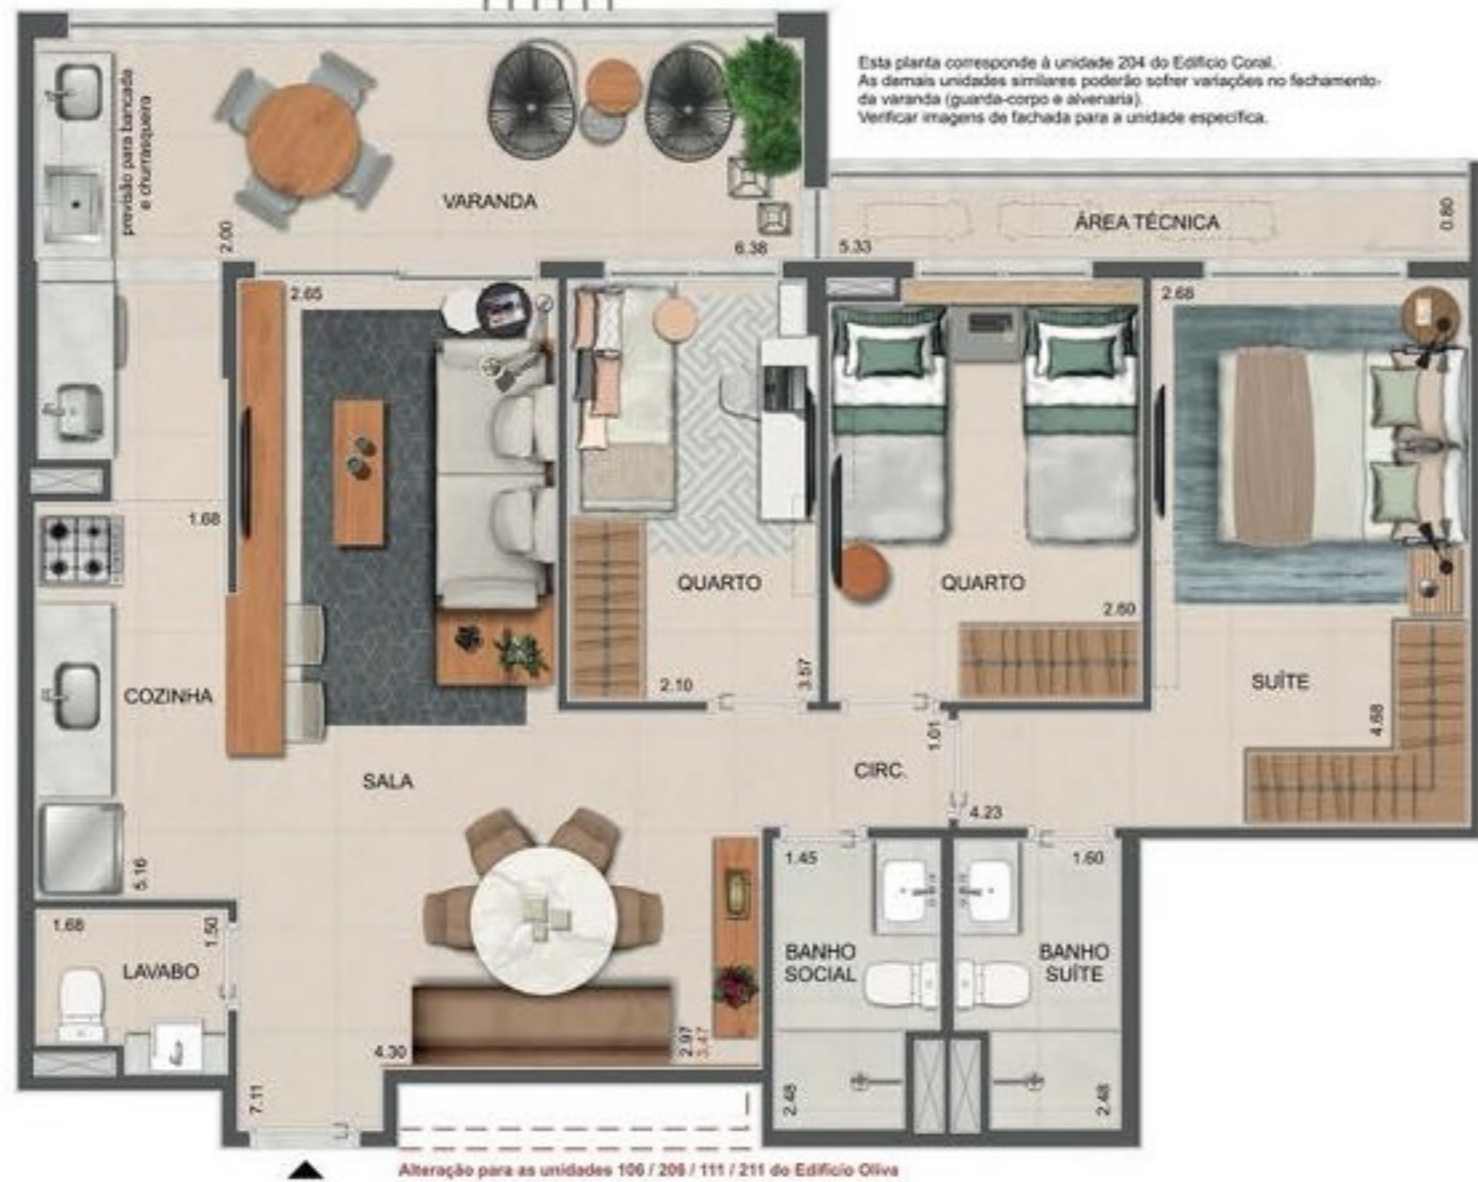 Esta planta corresponde à unidade 204 do Edifício Coral.
As demais unidades similares poderão sofrer variações no fechamento
da varanda (guarda-corpo e alvenaria).
Verificar imagens de fachada para a unidade específica.
previsão para bancada
e churrasqueira
VARANDA
2.00
6.38
5.33
ÁREA TÉCNICA
0.80
2.65
2.68
1.68
QUARTO
QUARTO
2.60
COZINHA
2.10
3.57
SUÍTE
4.68
1.01
SALA
CIRC.
4.23
5.16
1.45
1.60
1.68
1.50
LAVABO
BANHO
SOCIAL
BANHO
SUÍTE
4.30
2.97
3.47
7.11
2.48
2.48
Alteração para as unidades 106 / 206 / 111 / 211 do Edifício Oliva